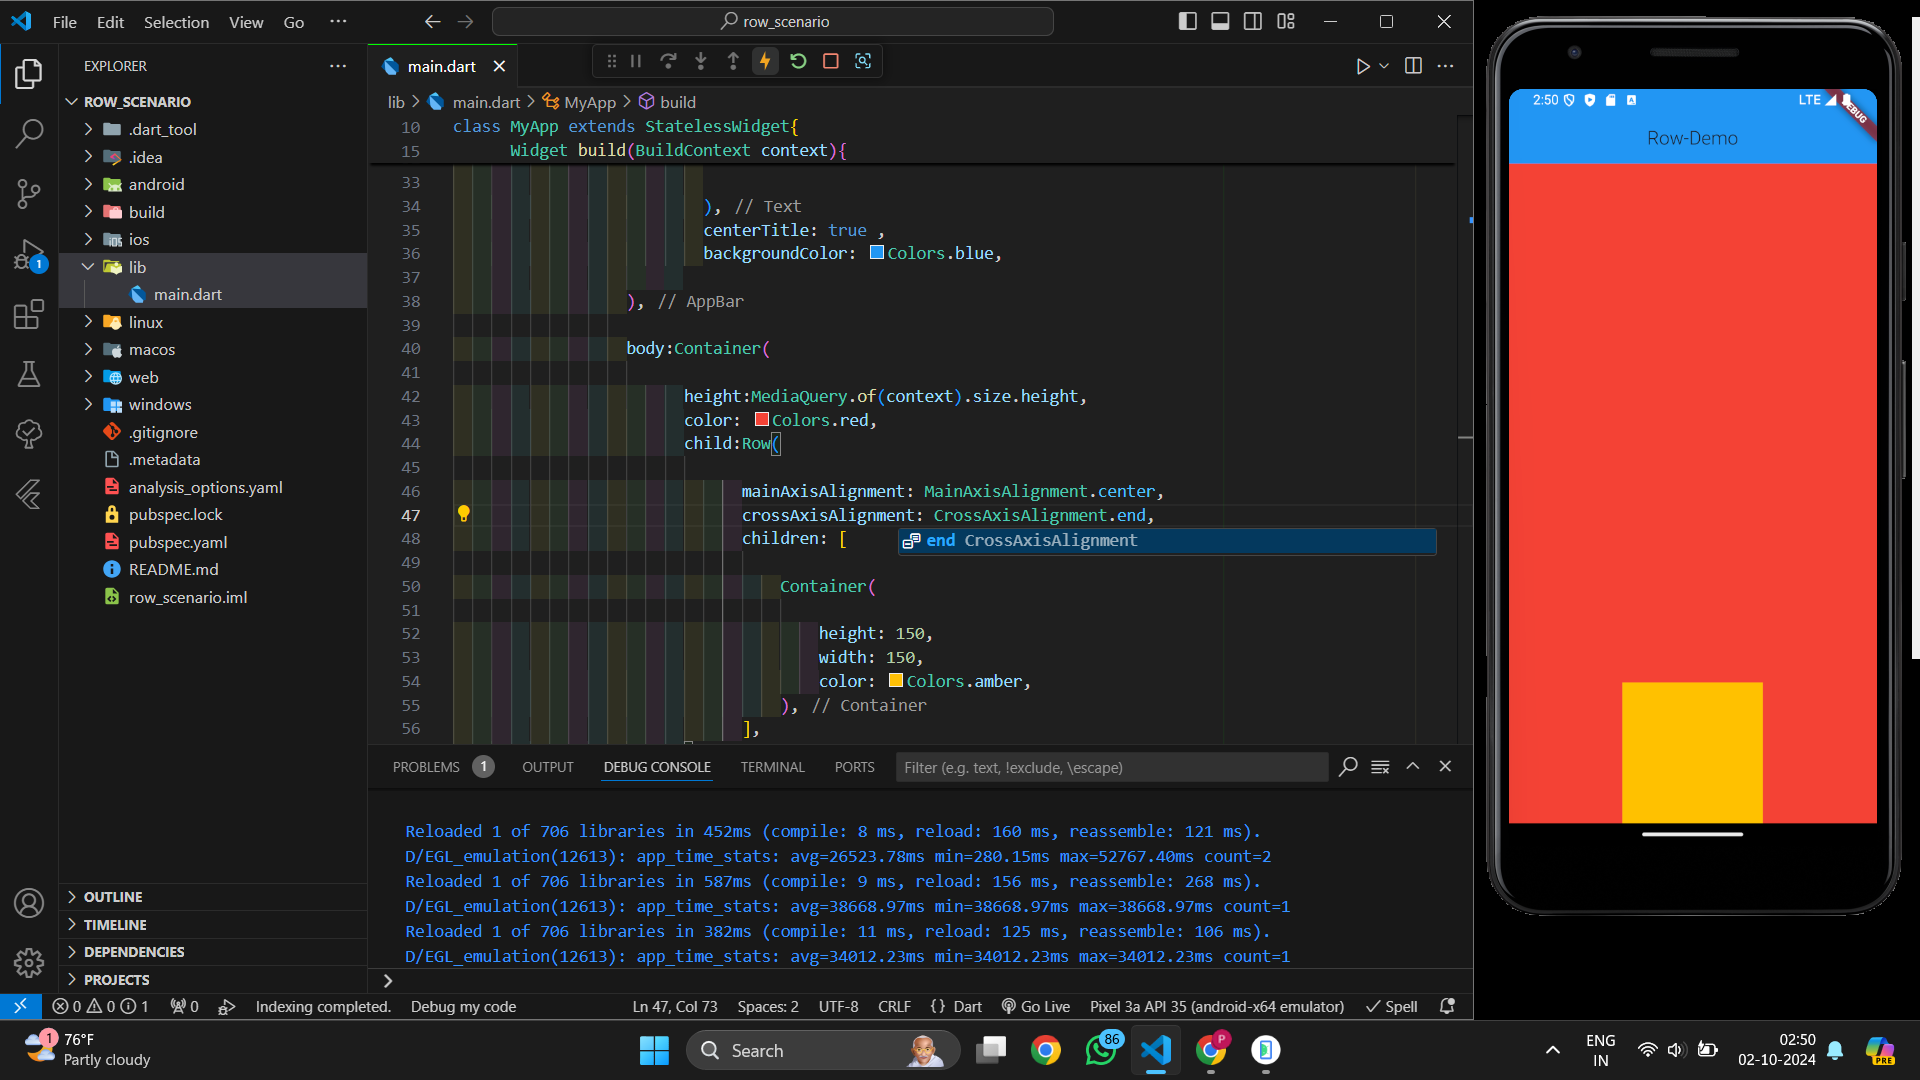 File Edit Selection View Go ···
row_scenario
EXPLORER
ROW_SCENARIO
.dart_tool
.idea
android
build
ios
lib
main.dart
linux
macos
web
windows
.gitignore
.metadata
analysis_options.yaml
pubspec.lock
pubspec.yaml
README.md
row_scenario.iml
OUTLINE
TIMELINE
DEPENDENCIES
PROJECTS
1
main.dart
lib > main.dart > MyApp > build
10 class MyApp extends StatelessWidget{
15 Widget build(BuildContext context){
33
34 ), // Text
35 centerTitle: true ,
36 backgroundColor: Colors.blue,
37
38 ), // AppBar
39
40 body:Container(
41
42 height:MediaQuery.of(context).size.height,
43 color: Colors.red,
44 child:Row(
45
46 mainAxisAlignment: MainAxisAlignment.center,
47 crossAxisAlignment: CrossAxisAlignment.end,
48 children: [
end CrossAxisAlignment
49
50 Container(
51
52 height: 150,
53 width: 150,
54 color: Colors.amber,
55 ), // Container
56 ],
PROBLEMS 1 OUTPUT DEBUG CONSOLE TERMINAL PORTS Filter (e.g. text, !exclude, \escape)
Reloaded 1 of 706 libraries in 452ms (compile: 8 ms, reload: 160 ms, reassemble: 121 ms).
D/EGL_emulation(12613): app_time_stats: avg=26523.78ms min=280.15ms max=52767.40ms count=2
Reloaded 1 of 706 libraries in 587ms (compile: 9 ms, reload: 156 ms, reassemble: 268 ms).
D/EGL_emulation(12613): app_time_stats: avg=38668.97ms min=38668.97ms max=38668.97ms count=1
Reloaded 1 of 706 libraries in 382ms (compile: 11 ms, reload: 125 ms, reassemble: 106 ms).
D/EGL_emulation(12613): app_time_stats: avg=34012.23ms min=34012.23ms max=34012.23ms count=1
0 0 1 0 Indexing completed. Debug my code Ln 47, Col 73 Spaces: 2 UTF-8 CRLF {} Dart Go Live Pixel 3a API 35 (android-x64 emulator) Spell
2:50 LTE
DEBUG
Row-Demo
1 76°F
Partly cloudy
Search
86
P
ENG
IN
02:50
02-10-2024
PRE